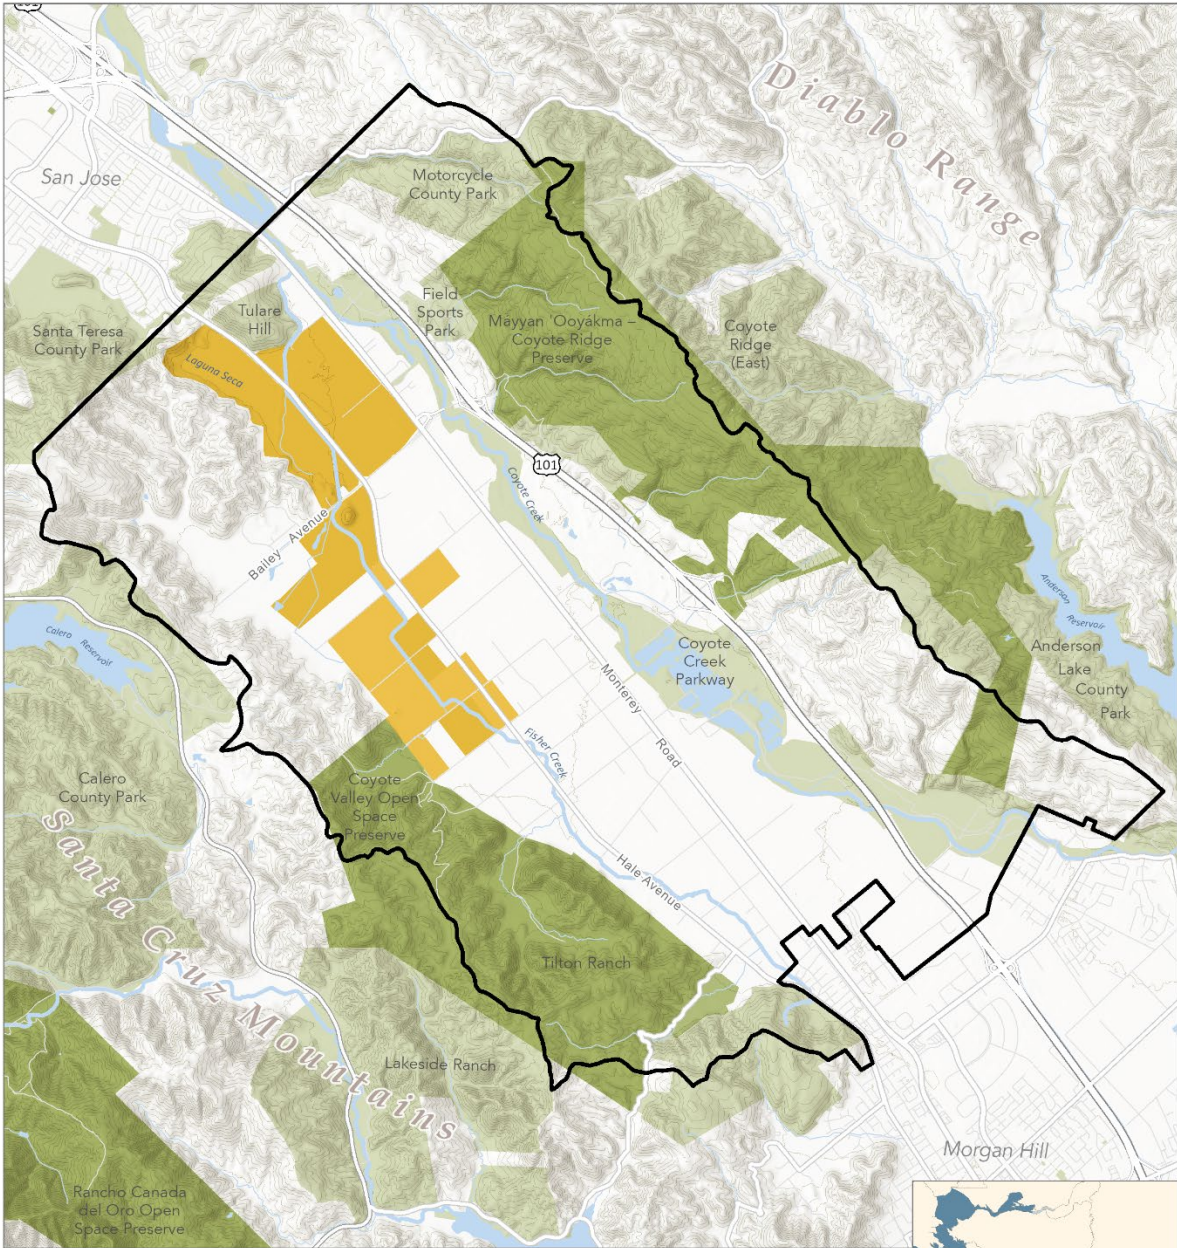 101
Diablo Range
San Jose
Motorcycle
County Park
Field
Sports
Park
Tulare
Hill
Santa Teresa
County Park
Mayyan 'Ooyákma –
Coyote Ridge
Preserve
Coyote
Ridge
(East)
Laguna Seca
101
Coyote Creek
Bailey Avenue
Anderson
Reservoir
Calero Reservoir
Anderson
Lake
County
Park
Coyote
Creek
Parkway
Monterey
Road
Fisher Creek
Calero
County Park
Coyote
Valley Open
Space
Preserve
Hale Avenue
Santa Cruz Mountains
Tilton Ranch
Lakeside Ranch
Morgan Hill
Rancho Canada
del Oro Open
Space Preserve